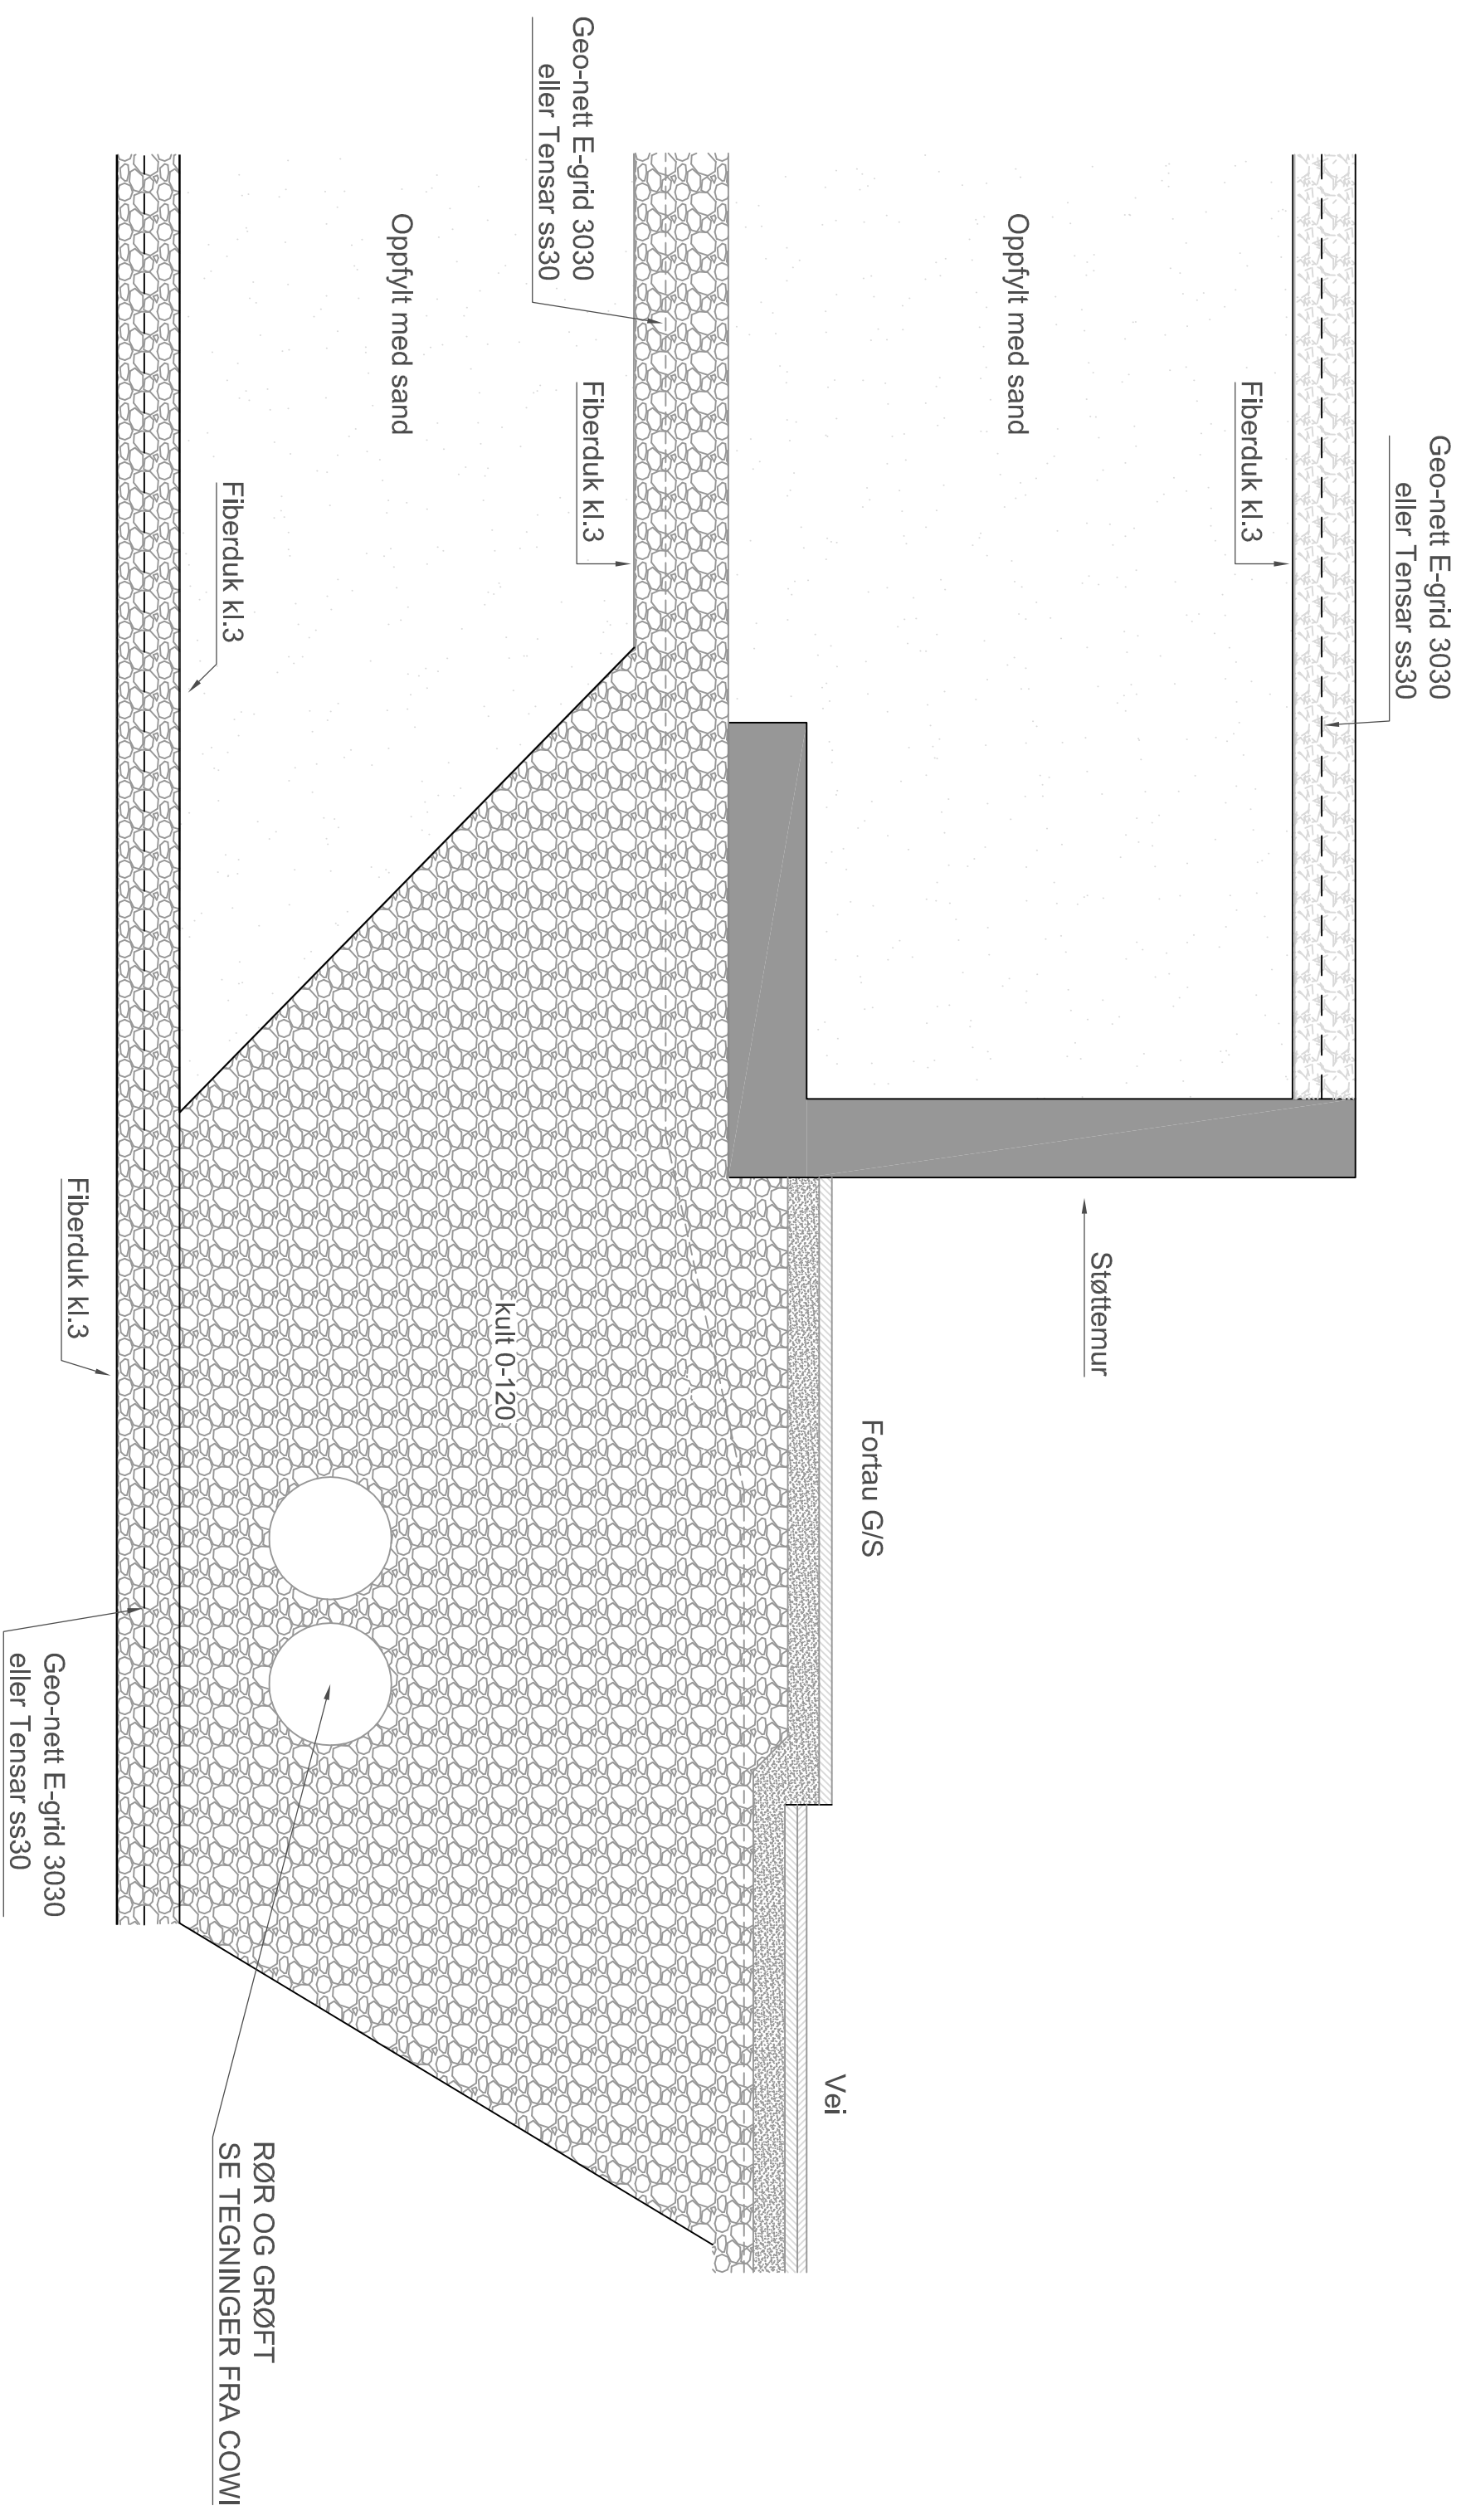 Geo-nett E-grid 3030
eller Tensar ss30
Fiberduk kl.3
Oppfylt med sand
Støttemur
Fortau G/S
Vei
Geo-nett E-grid 3030
eller Tensar ss30
Fiberduk kl.3
kult 0-120
Oppfylt med sand
Fiberduk kl.3
RØR OG GRØFT
SE TEGNINGER FRA COWI
Fiberduk kl.3
Geo-nett E-grid 3030
eller Tensar ss30